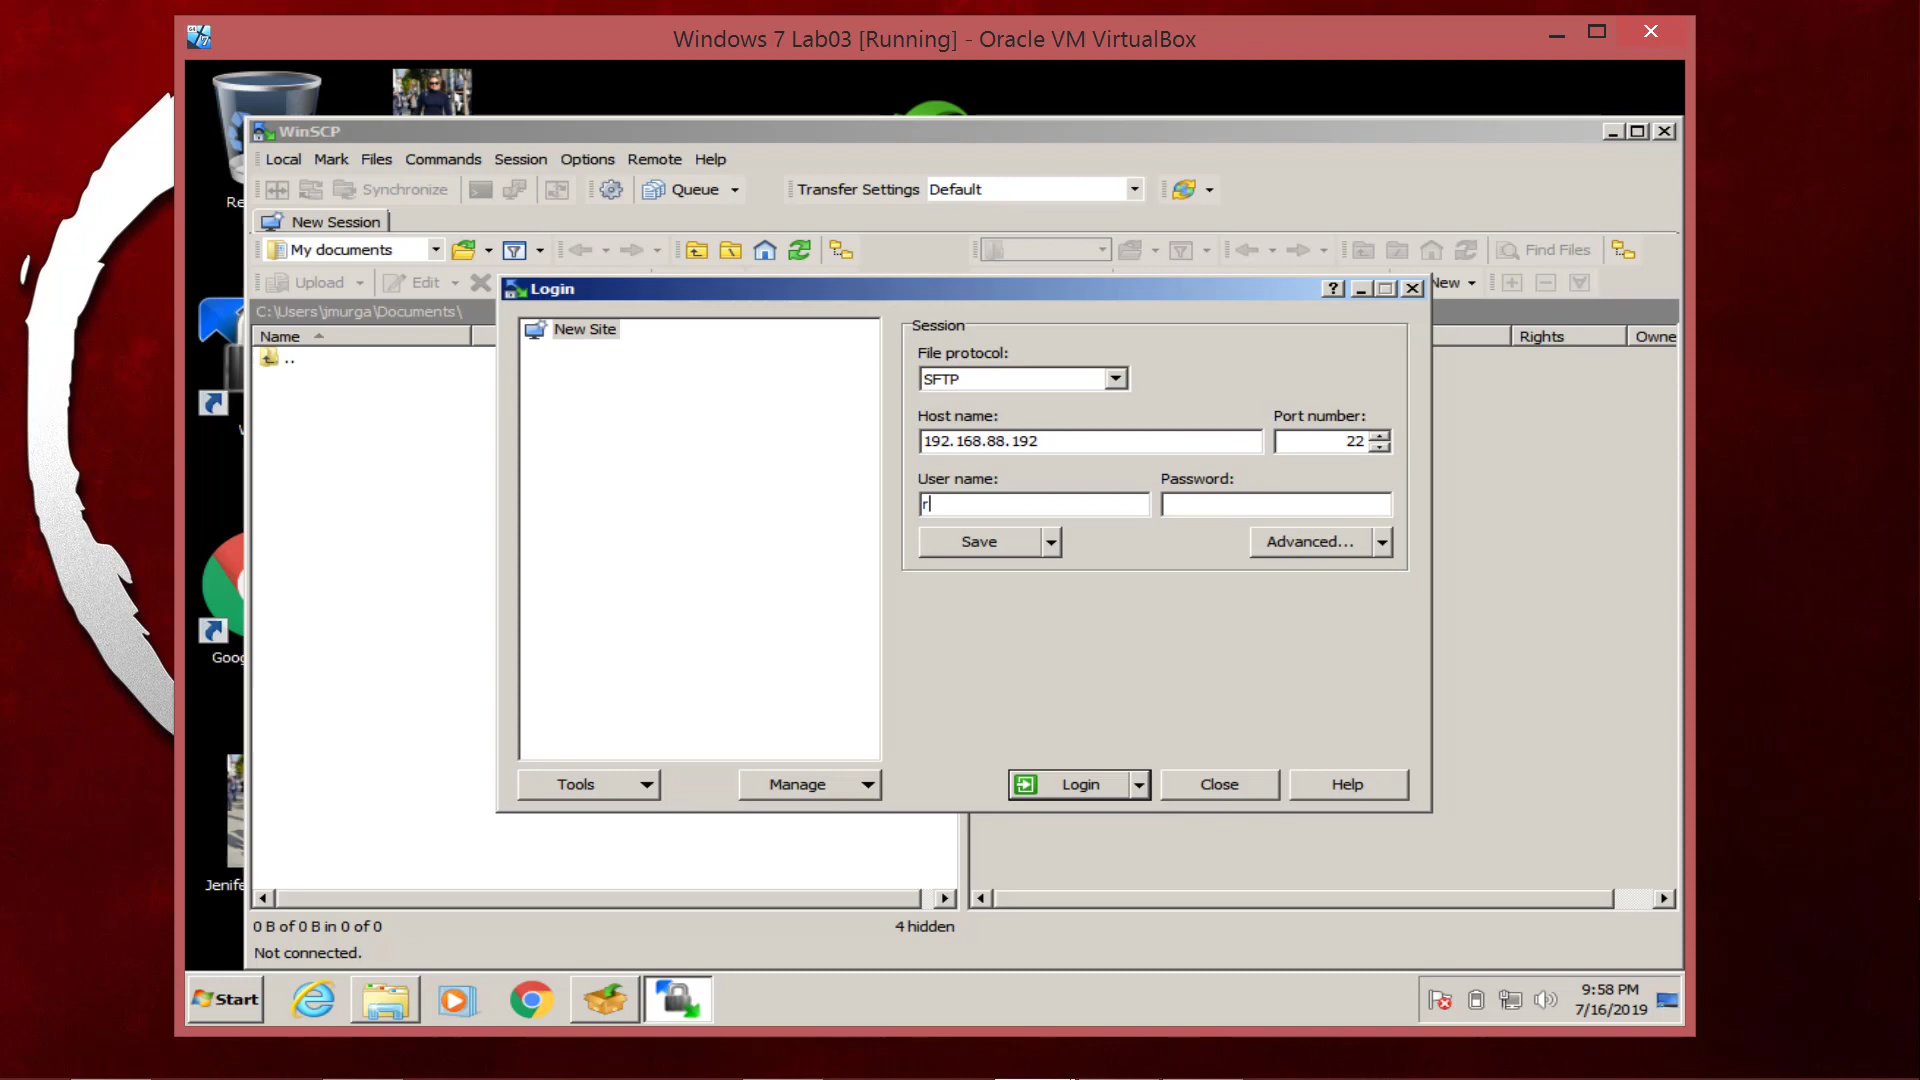 Windows 7 Lab03 [Running] - Oracle VM VirtualBox
WinSCP
Local Mark Files Commands Session Options Remote Help
Synchronize Queue Transfer Settings Default
New Session
My documents Find Files
Upload Edit New
Login
C:\Users\jmurga\Documents\
Name Rights Owne
..
New Site
Session
File protocol:
SFTP
Host name: Port number:
192.168.88.192 22
User name: Password:
r
Save Advanced...
Tools Manage Login Close Help
Re
Goog
Jenife
0 B of 0 B in 0 of 0 4 hidden
Not connected.
Start
9:58 PM
7/16/2019